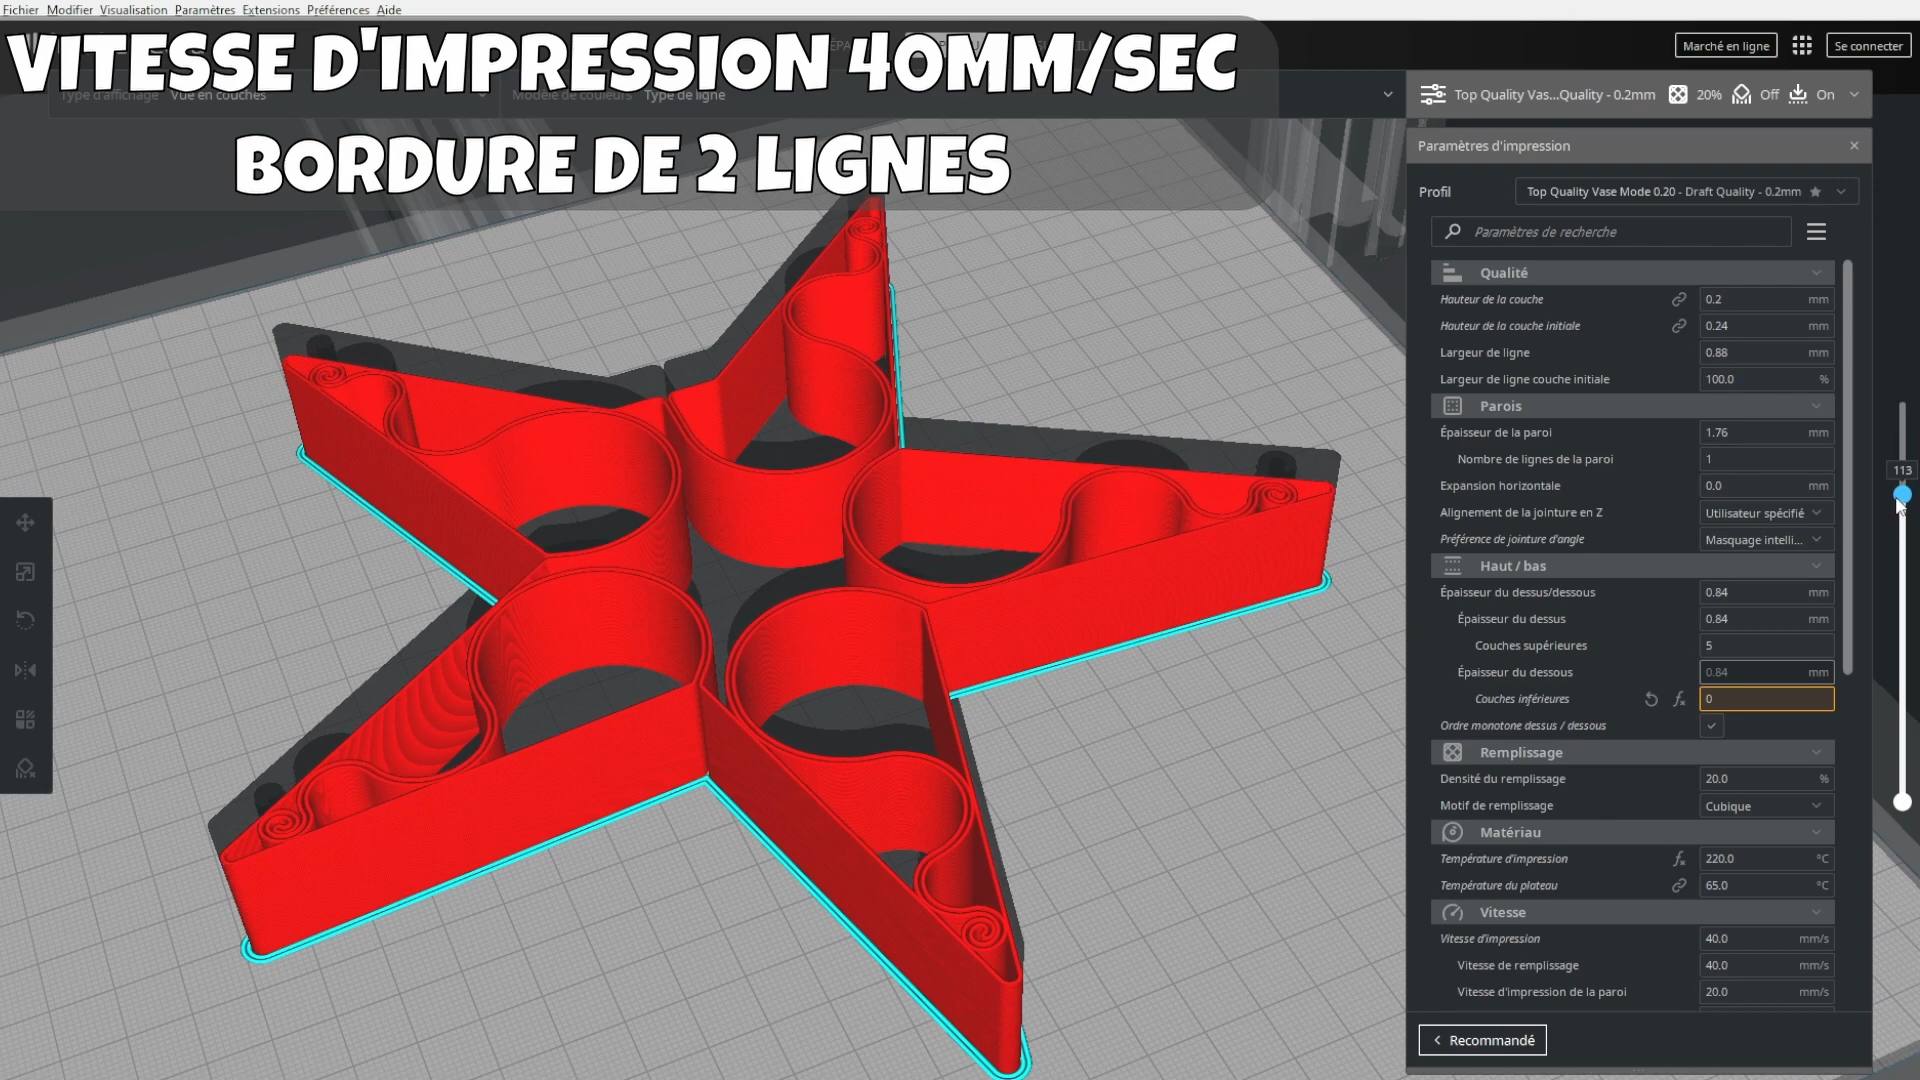 Fichier Modifier Visualisation Paramètres Extensions Préférences Aide
VITESSE D'IMPRESSION 40MM/SEC
BORDURE DE 2 LIGNES
Type d'affichage Vue en couches Modèle de couleurs Type de ligne
Marché en ligne Se connecter
Top Quality Vas...Quality - 0.2mm 20% Off On
Paramètres d'impression
Profil Top Quality Vase Mode 0.20 - Draft Quality - 0.2mm
Paramètres de recherche
Qualité
Hauteur de la couche 0.2 mm
Hauteur de la couche initiale 0.24 mm
Largeur de ligne 0.88 mm
Largeur de ligne couche initiale 100.0 %
Parois
Épaisseur de la paroi 1.76 mm
Nombre de lignes de la paroi 1
Expansion horizontale 0.0 mm
Alignement de la jointure en Z Utilisateur spécifié
Préférence de jointure d'angle Masquage intelli...
Haut / bas
Épaisseur du dessus/dessous 0.84 mm
Épaisseur du dessus 0.84 mm
Couches supérieures 5
Épaisseur du dessous 0.84 mm
Couches inférieures 0
Ordre monotone dessus / dessous
Remplissage
Densité du remplissage 20.0 %
Motif de remplissage Cubique
Matériau
Température d'impression 220.0 °C
Température du plateau 65.0 °C
Vitesse
Vitesse d'impression 40.0 mm/s
Vitesse de remplissage 40.0 mm/s
Vitesse d'impression de la paroi 20.0 mm/s
Recommandé
113